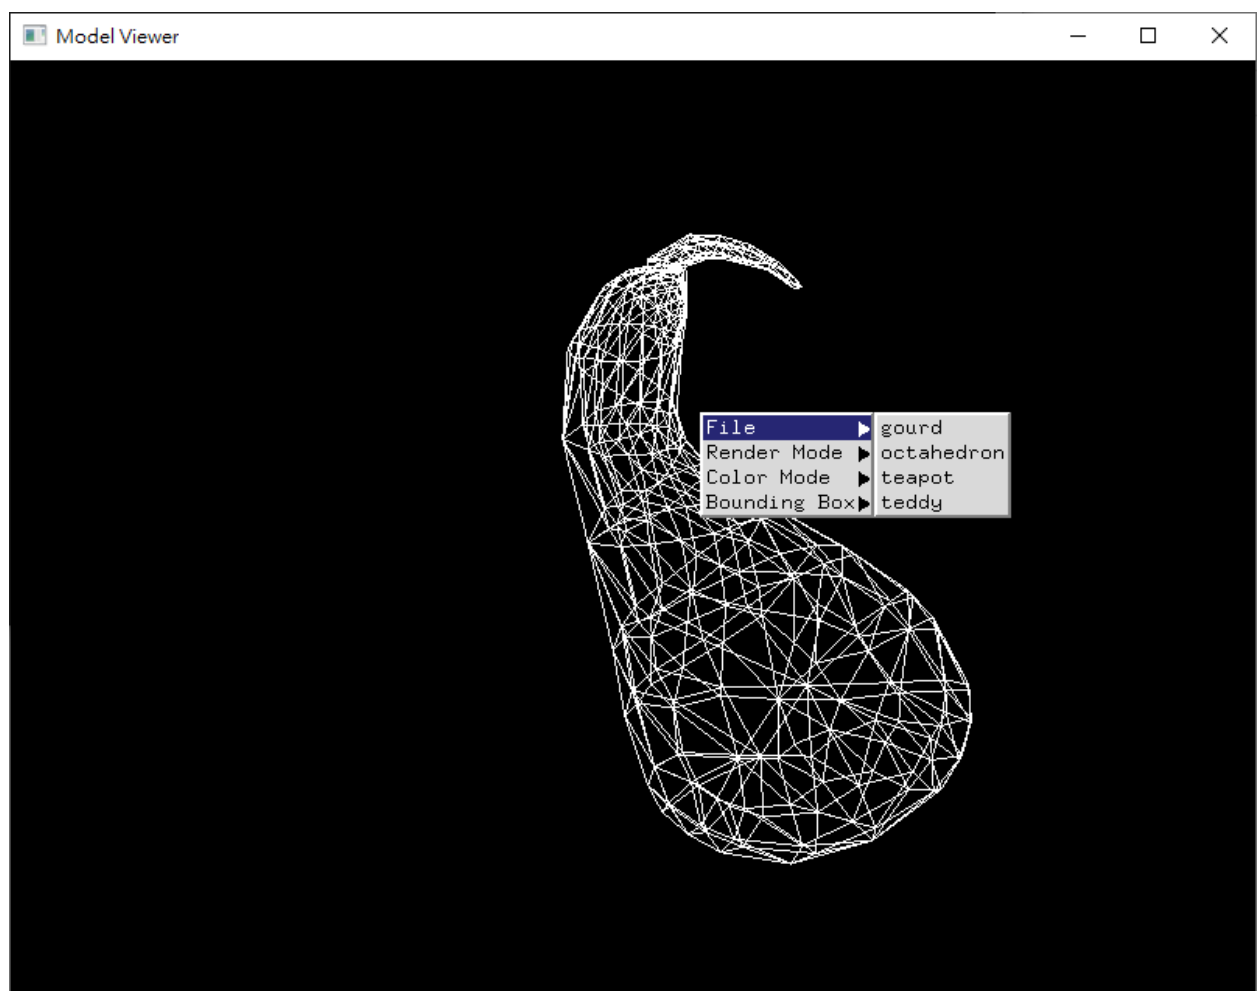 Model Viewer
File
Render Mode
Color Mode
Bounding Box
gourd
octahedron
teapot
teddy